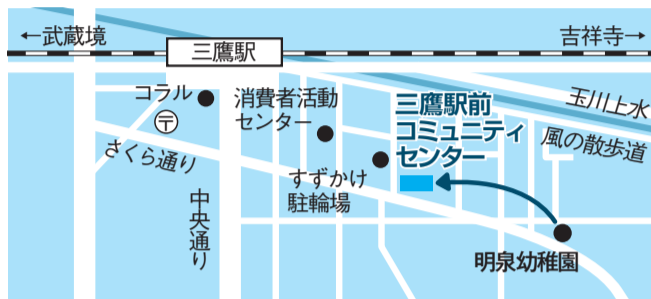 ←武蔵境
三鷹駅
吉祥寺→
コラル
〒
消費者活動
センター
三鷹駅前
コミュニティ
センター
玉川上水
風の散歩道
さくら通り
すずかけ
駐輪場
中央通り
明泉幼稚園